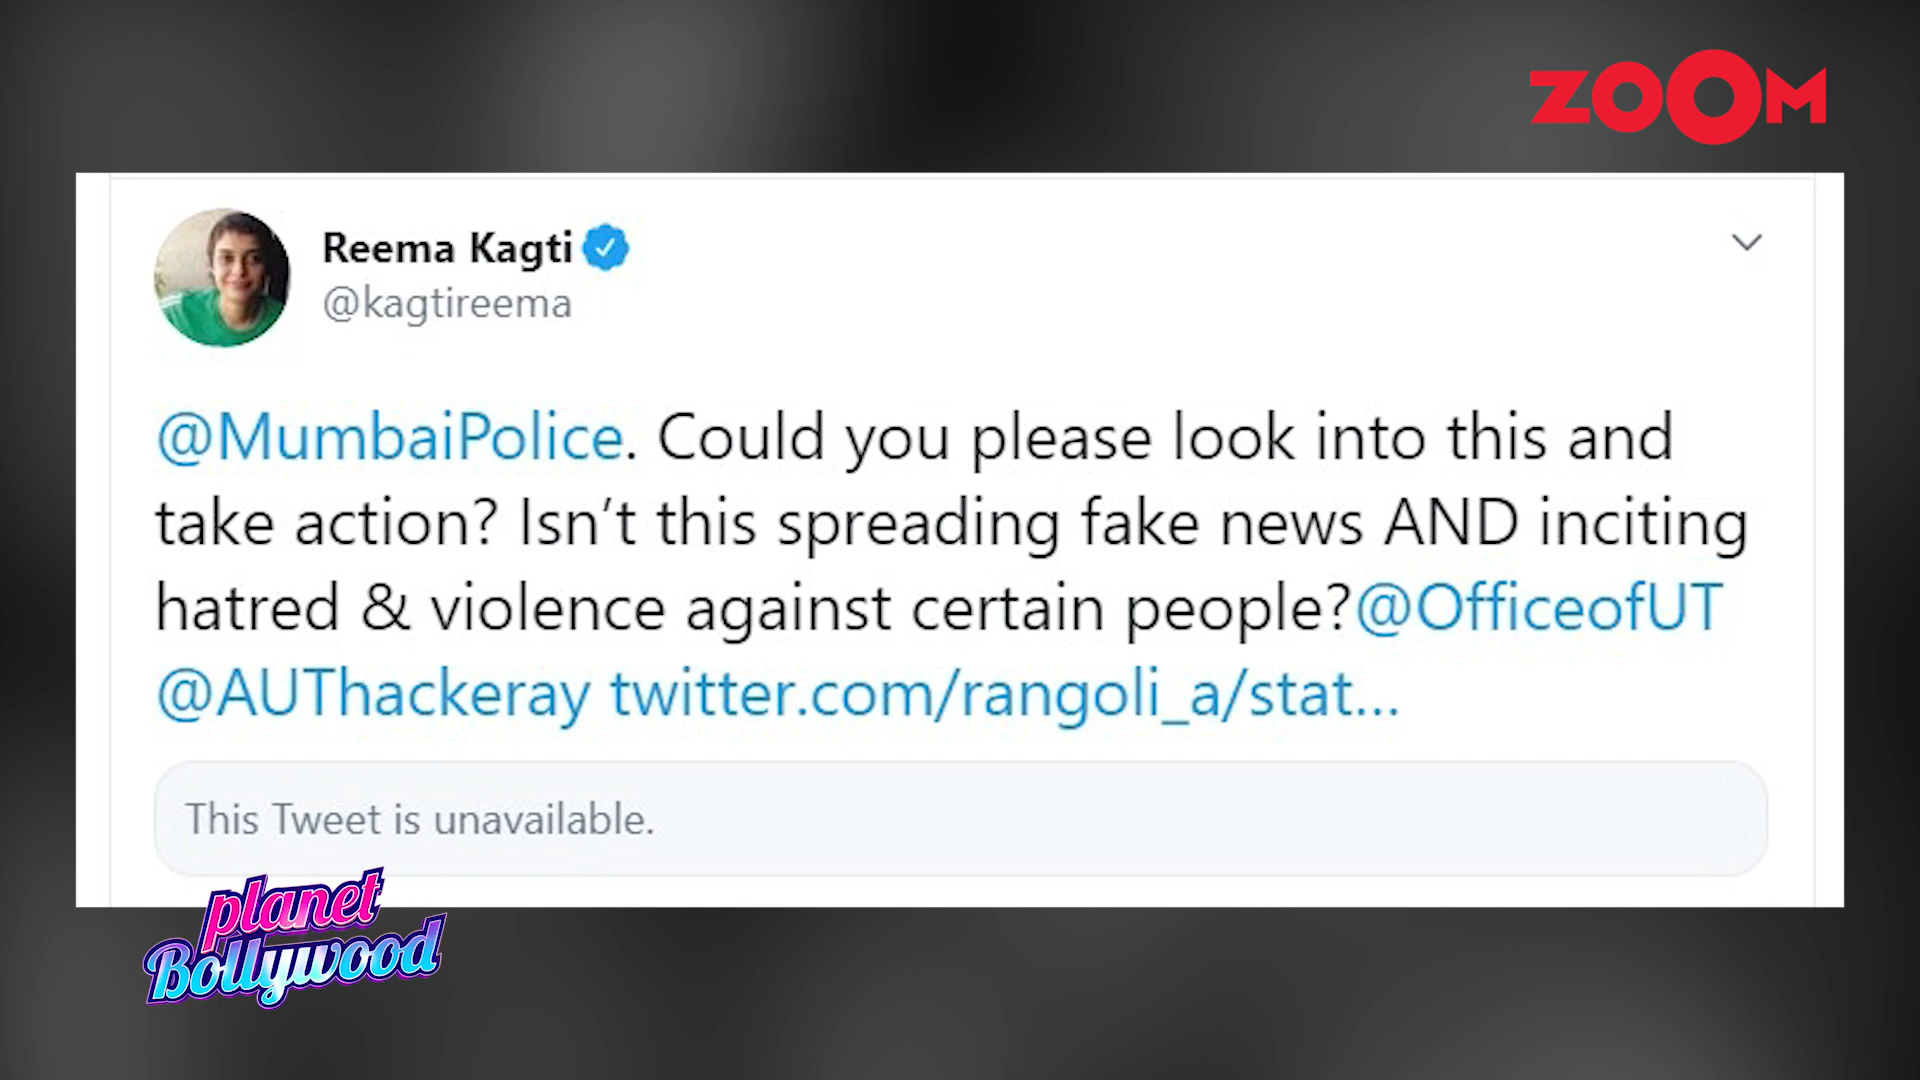 ZOOM
Reema Kagti
@kagtireema
@MumbaiPolice. Could you please look into this and
take action? Isn’t this spreading fake news AND inciting
hatred & violence against certain people?@OfficeofUT
@AUThackeray twitter.com/rangoli_a/stat...
This Tweet is unavailable.
planet
Bollywood